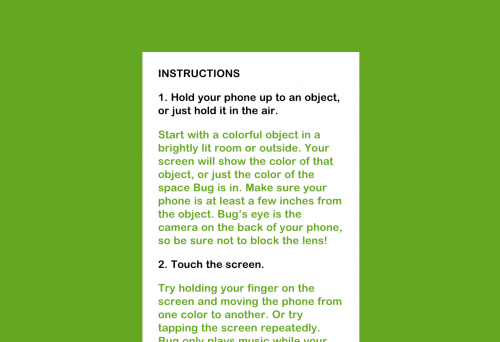 INSTRUCTIONS
1. Hold your phone up to an object,
or just hold it in the air.
Start with a colorful object in a
brightly lit room or outside. Your
screen will show the color of that
object, or just the color of the
space Bug is in. Make sure your
phone is at least a few inches from
the object. Bug’s eye is the
camera on the back of your phone,
so be sure not to block the lens!
2. Touch the screen.
Try holding your finger on the
screen and moving the phone from
one color to another. Or try
tapping the screen repeatedly.
Bug only plays music while your